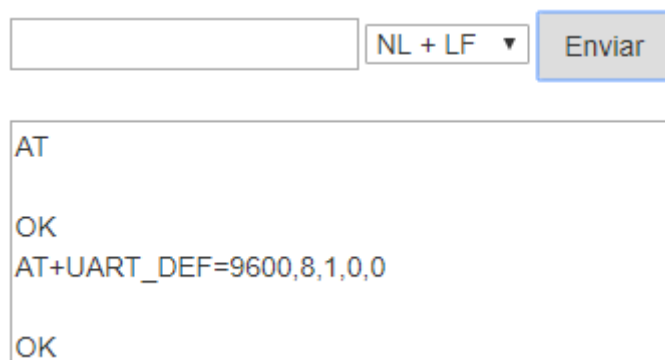 NL + LF
Enviar
AT
OK
AT+UART_DEF=9600,8,1,0,0
OK